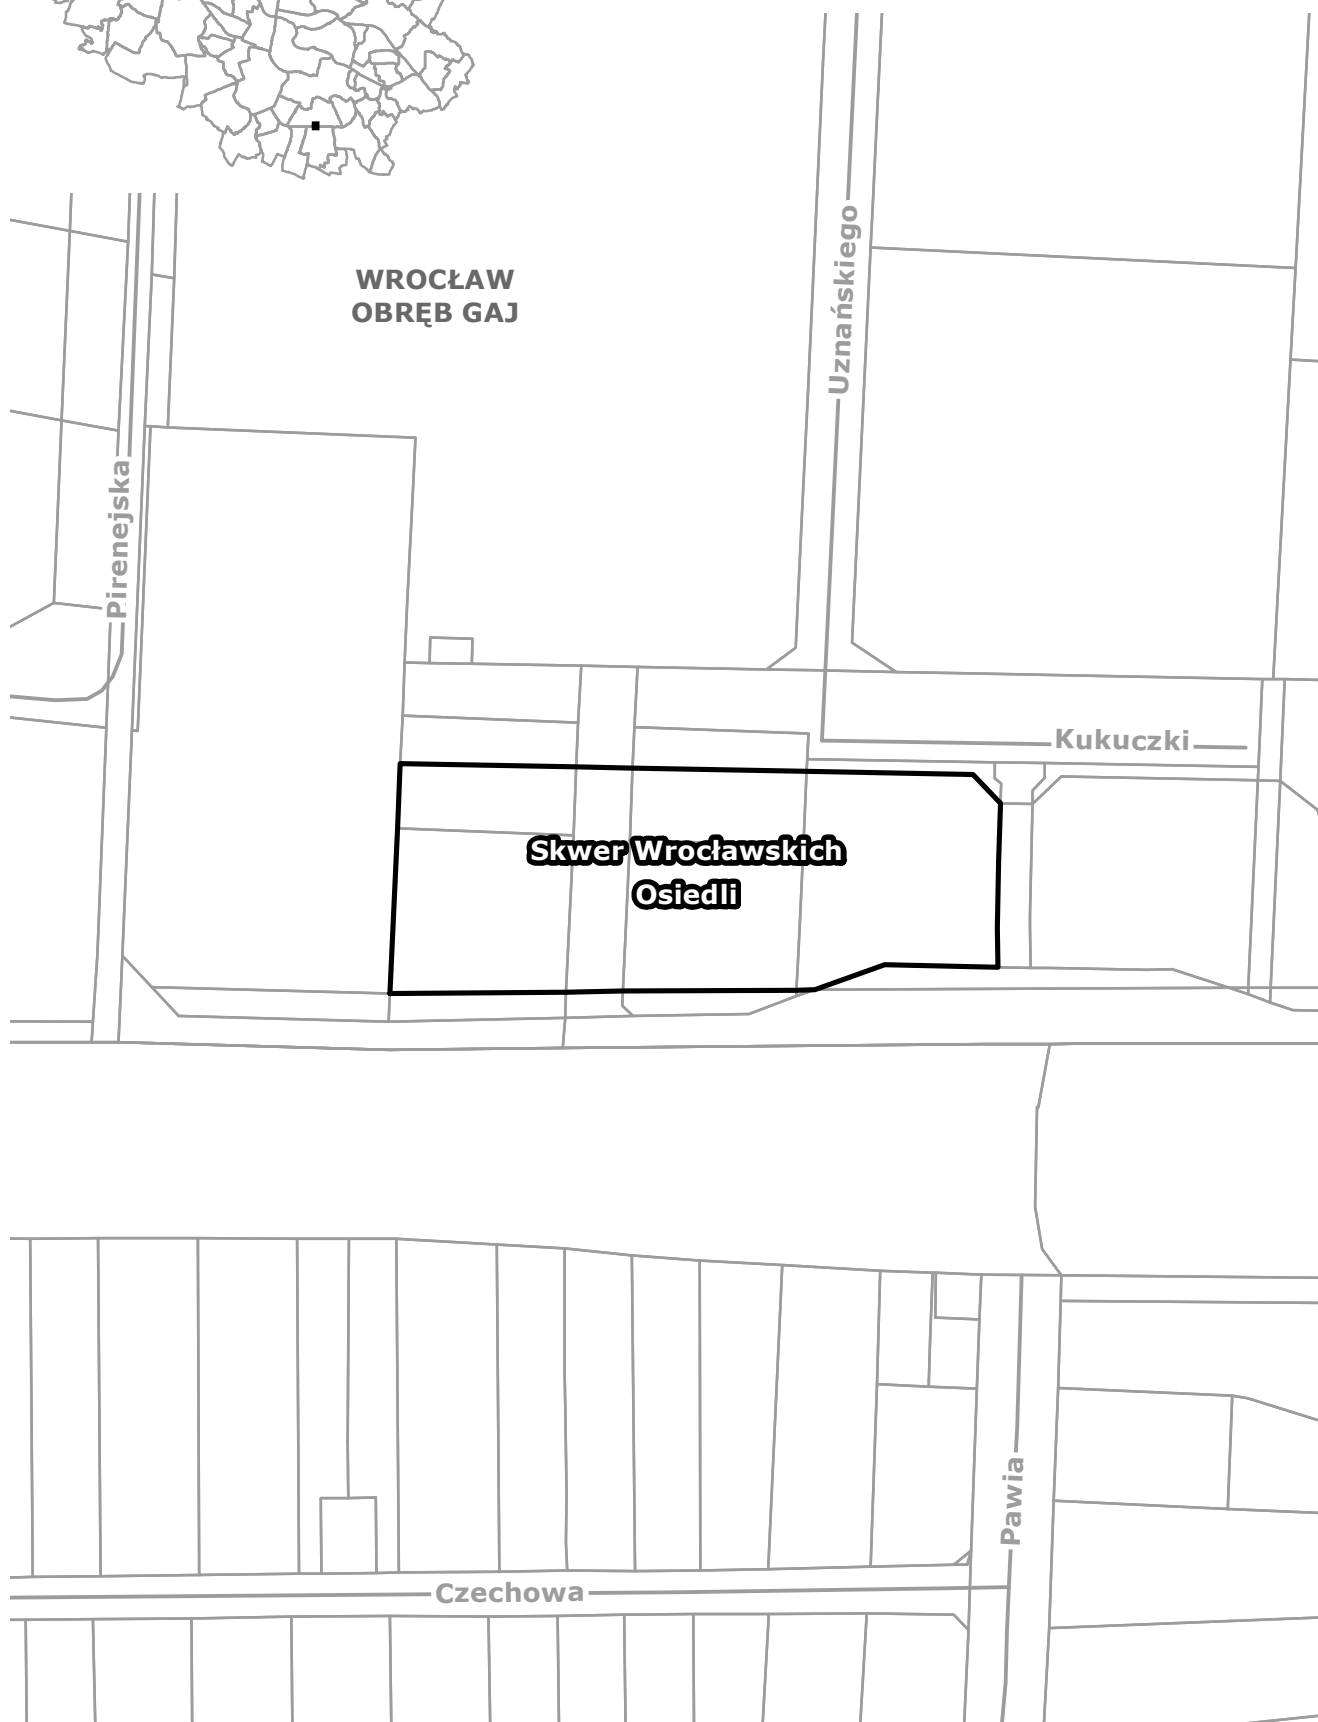 WROCŁAW
OBRĘB GAJ
Uznańskiego
Pirenejska
Kukuczki
Skwer Wrocławskich
Osiedli
Pawia
Czechowa